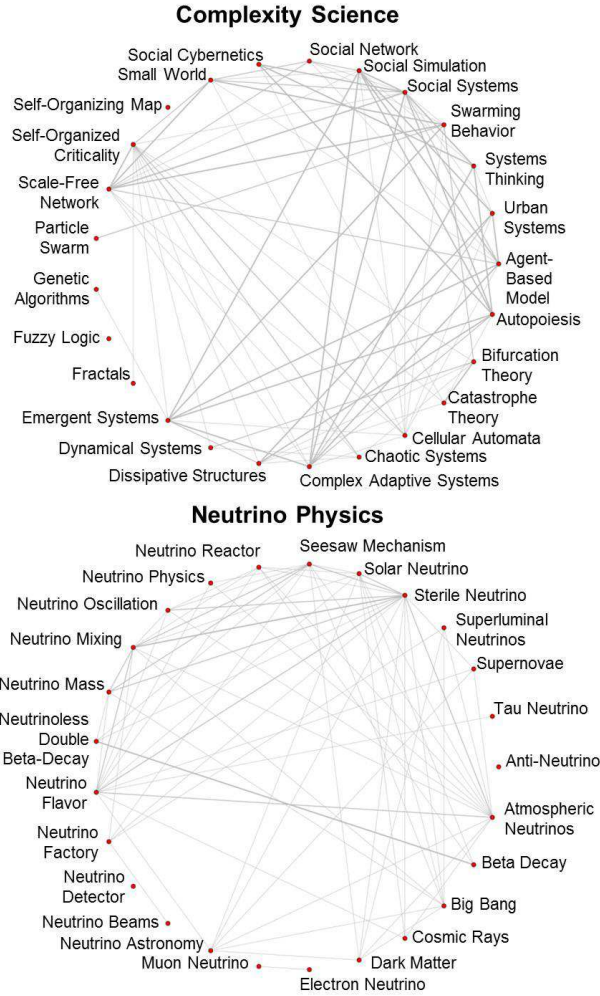 Complexity Science
Social Network
Social Cybernetics
Social Simulation
Small World
Social Systems
Self-Organizing Map
Swarming
Behavior
Self-Organized
Criticality
Systems
Thinking
Scale-Free
Network
Urban
Systems
Particle
Swarm
Agent-
Based
Model
Genetic
Algorithms
Autopoiesis
Fuzzy Logic
Bifurcation
Theory
Fractals
Catastrophe
Theory
Emergent Systems
Cellular Automata
Dynamical Systems
Chaotic Systems
Dissipative Structures
Complex Adaptive Systems
Neutrino Physics
Seesaw Mechanism
Neutrino Reactor
Solar Neutrino
Neutrino Physics
Sterile Neutrino
Neutrino Oscillation
Superluminal
Neutrinos
Neutrino Mixing
Supernovae
Neutrino Mass
Tau Neutrino
Neutrinoless
Double
Beta-Decay
Anti-Neutrino
Neutrino
Flavor
Atmospheric
Neutrinos
Neutrino
Factory
Beta Decay
Neutrino
Detector
Big Bang
Neutrino Beams
Cosmic Rays
Neutrino Astronomy
Dark Matter
Muon Neutrino
Electron Neutrino